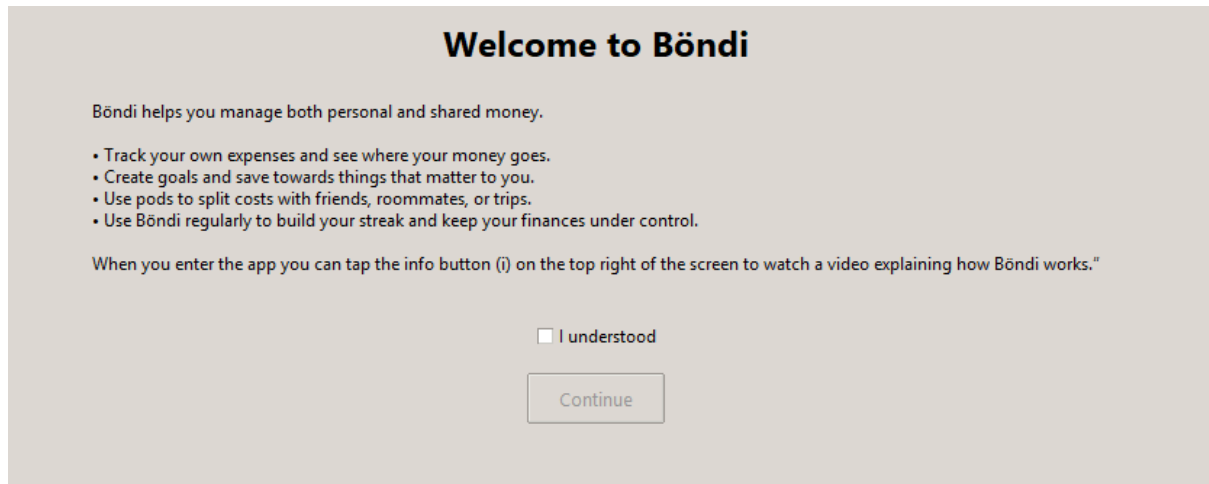 Welcome to Böndi
Böndi helps you manage both personal and shared money.
• Track your own expenses and see where your money goes.
• Create goals and save towards things that matter to you.
• Use pods to split costs with friends, roommates, or trips.
• Use Böndi regularly to build your streak and keep your finances under control.
When you enter the app you can tap the info button (i) on the top right of the screen to watch a video explaining how Böndi works.“
I understood
Continue